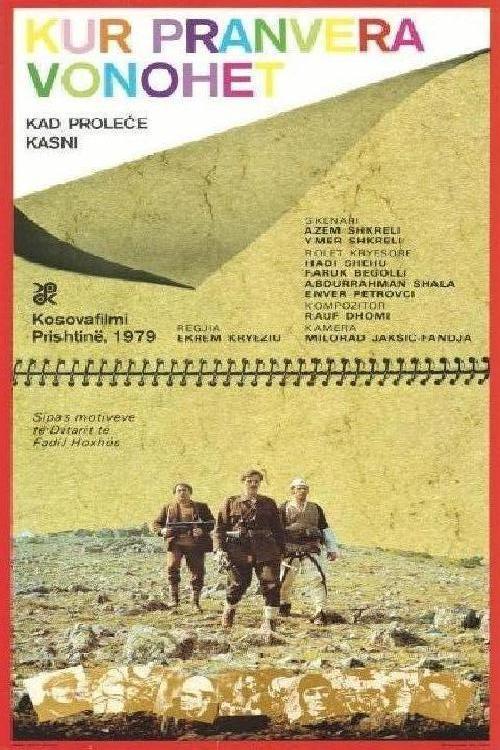 KUR PRANVERA
VONOHET
KAD PROLEĆE
KASNI
SKENARI
AZEM SHKRELI
YMER SHKRELI
ROLET KRYESORE
HADI SHEHU
FARUK BEGOLLI
ABDURRAHMAN SHALA
ENVER PETROVCI
KOMPOZITOR
RAUF DHOMI
KAMERA
MILORAD JAKSIĆ-FANDJA
REGJIA
EKREM KRYEZIU
Kosovafilmi
Prishtinë, 1979
Sipas motiveve
të Ditarit të
Fadil Hoxhës